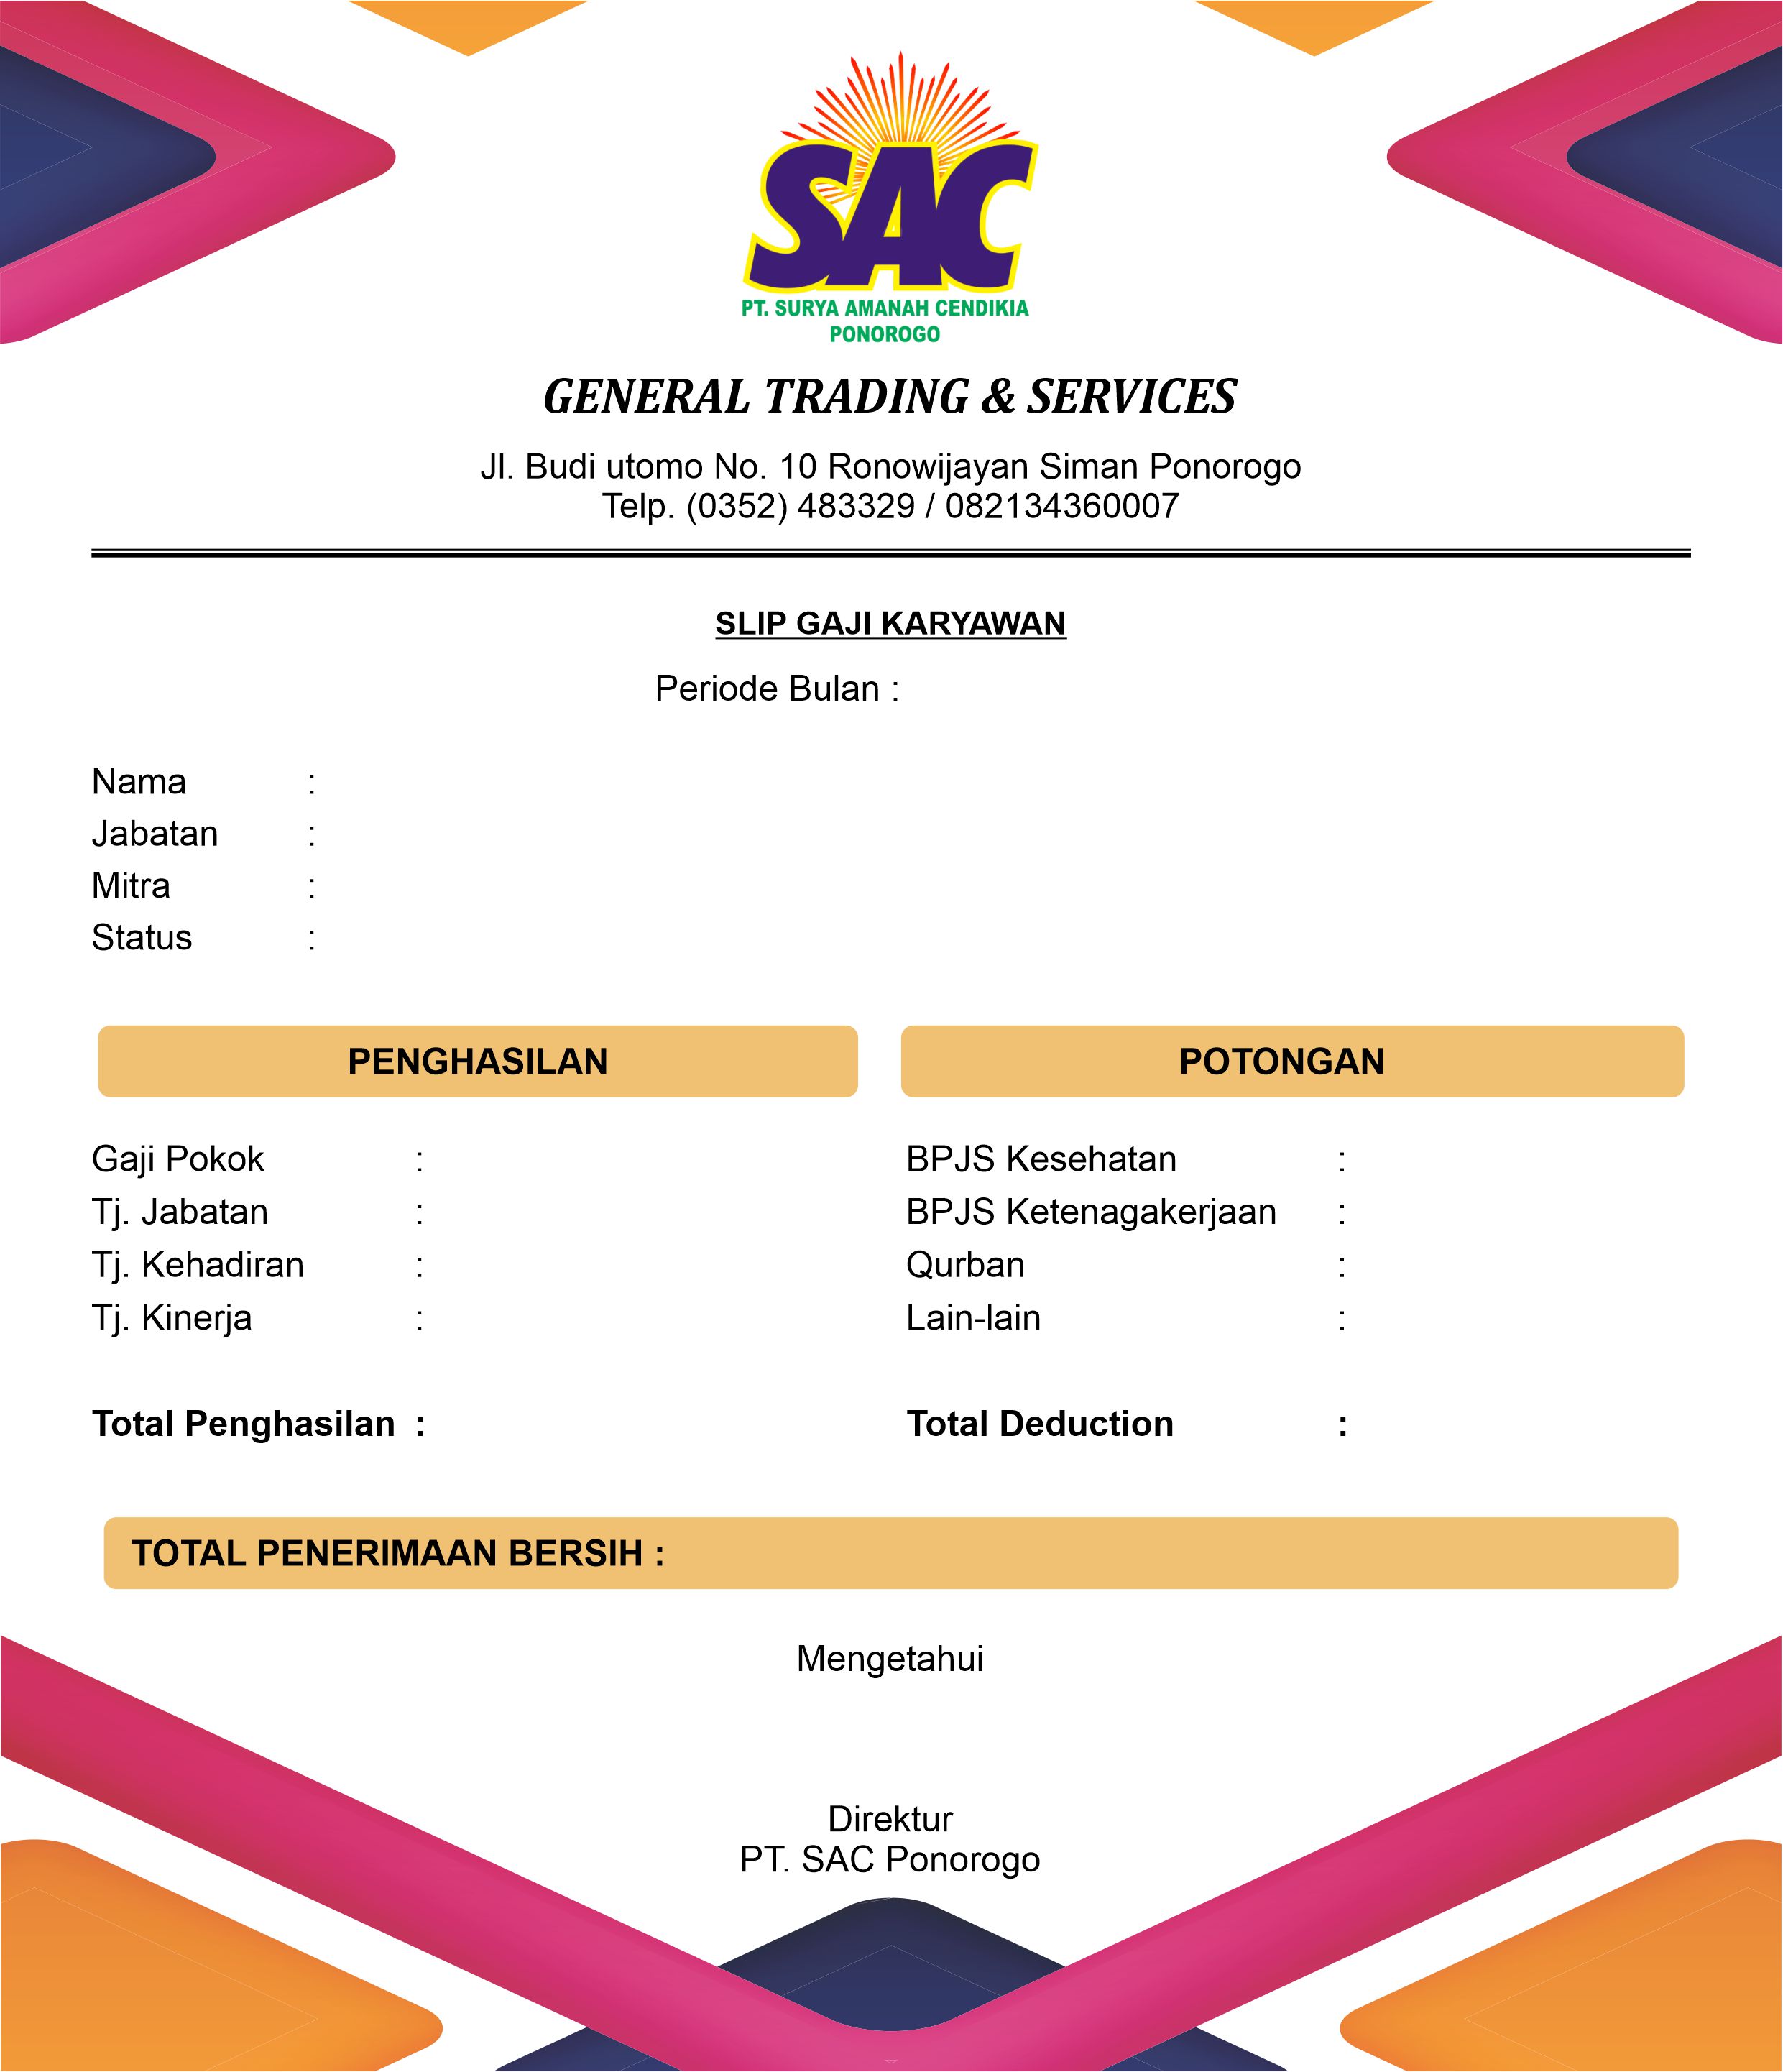 SAC
PT. SURYA AMANAH CENDIKIA
PONOROGO
GENERAL TRADING & SERVICES
Jl. Budi utomo No. 10 Ronowijayan Siman Ponorogo
Telp. (0352) 483329 / 082134360007
SLIP GAJI KARYAWAN
Periode Bulan :
Nama :
Jabatan :
Mitra :
Status :
PENGHASILAN
Gaji Pokok :
Tj. Jabatan :
Tj. Kehadiran :
Tj. Kinerja :
Total Penghasilan :
POTONGAN
BPJS Kesehatan :
BPJS Ketenagakerjaan :
Qurban :
Lain-lain :
Total Deduction :
TOTAL PENERIMAAN BERSIH :
Mengetahui
Direktur
PT. SAC Ponorogo